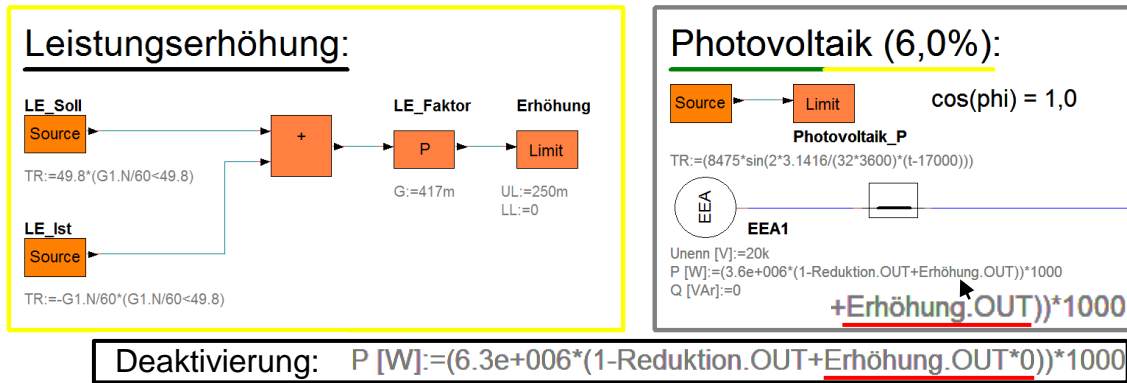 Leistungserhöhung:
LE_Soll
Source
TR:=49.8*(G1.N/60<49.8)
+
LE_Faktor
P
G:=417m
Erhöhung
Limit
UL:=250m
LL:=0
LE_Ist
Source
TR:=-G1.N/60*(G1.N/60<49.8)
Photovoltaik (6,0%):
Source
Limit
cos(phi) = 1,0
Photovoltaik_P
TR:=(8475*sin(2*3.1416/(32*3600)*(t-17000)))
EEA
EEA1
Unenn [V]:=20k
P [W]:=(3.6e+006*(1-Reduktion.OUT+Erhöhung.OUT))*1000
Q [VAr]:=0
+Erhöhung.OUT))*1000
Deaktivierung: P [W]:=(6.3e+006*(1-Reduktion.OUT+Erhöhung.OUT*0))*1000